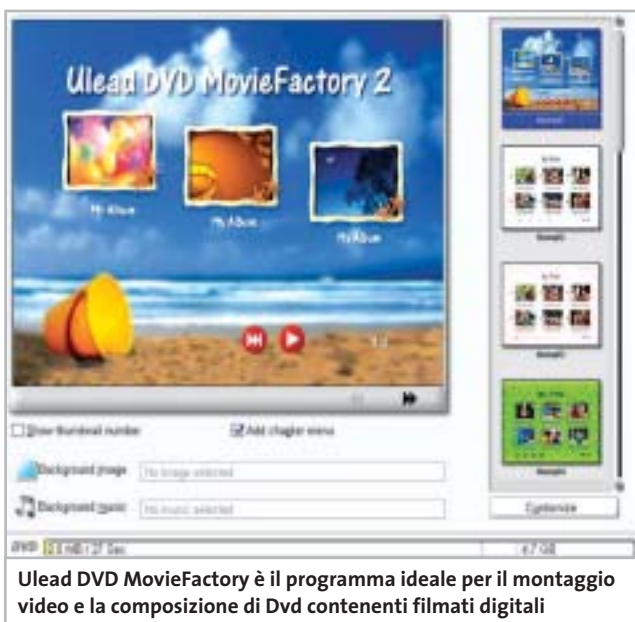 Ulead DVD MovieFactory 2
My Album
My Album
My Album
Show thumbnail number
Add chapter menu
Background image
No image selected
Background music
No music selected
Customize
DVD
4.7 GB
Ulead DVD MovieFactory è il programma ideale per il montaggio
video e la composizione di Dvd contenenti filmati digitali